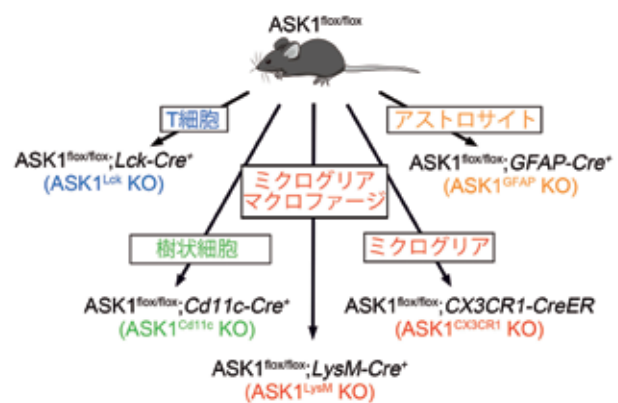 ASK1flox/flox
T細胞
アストロサイト
ASK1flox/flox;Lck-Cre+
(ASK1Lck KO)
ASK1flox/flox;GFAP-Cre+
(ASK1GFAP KO)
ミクログリア
マクロファージ
樹状細胞
ミクログリア
ASK1flox/flox;Cd11c-Cre+
(ASK1Cd11c KO)
ASK1flox/flox;CX3CR1-CreER
(ASK1CX3CR1 KO)
ASK1flox/flox;LysM-Cre+
(ASK1LysM KO)